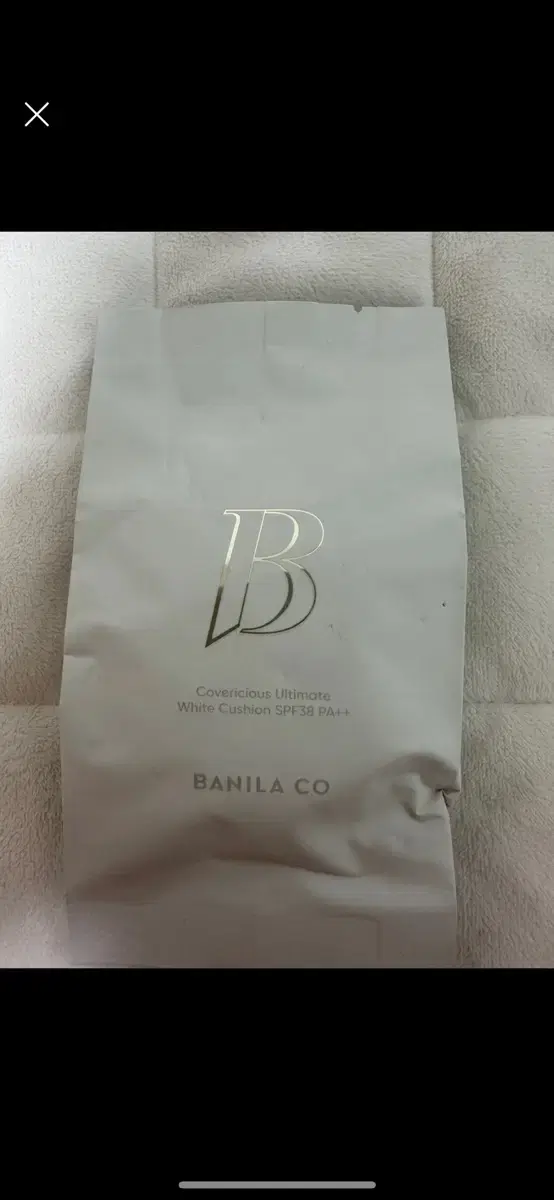 B
Covericious Ultimate
White Cushion SPF38 PA++
BANILA CO